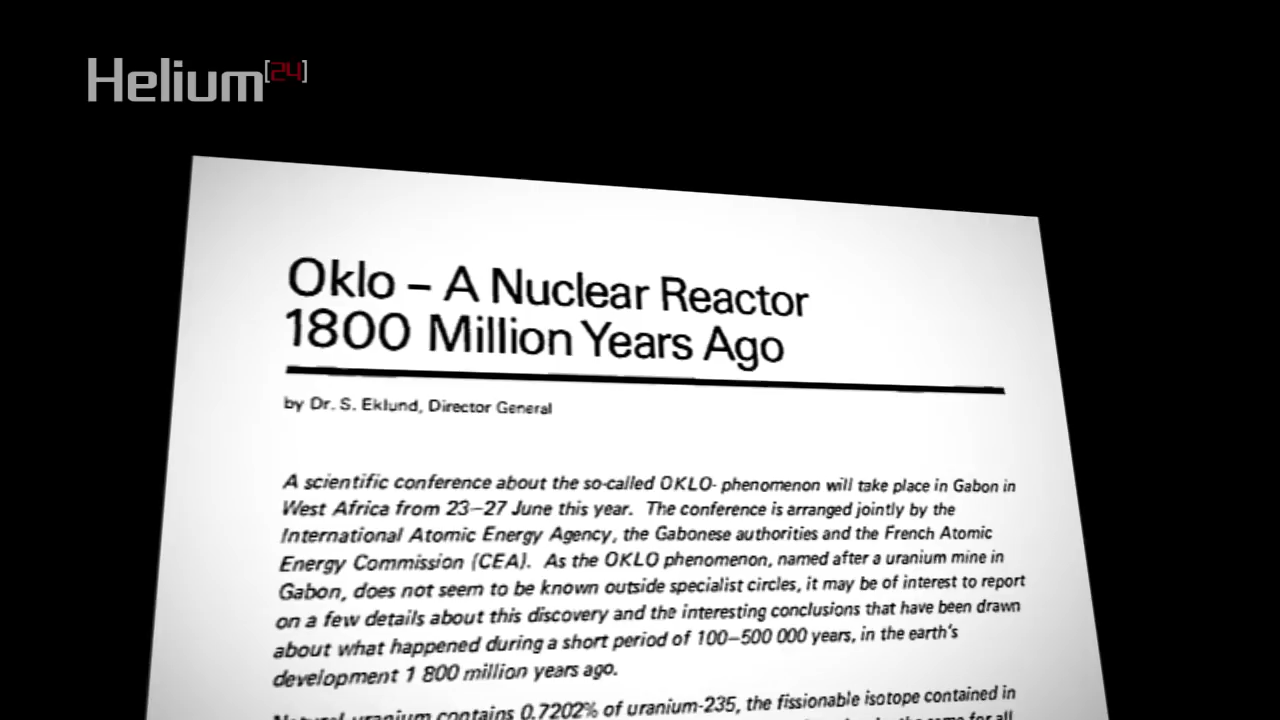 Helium[24]
Oklo – A Nuclear Reactor
1800 Million Years Ago
by Dr. S. Eklund, Director General
A scientific conference about the so-called OKLO- phenomenon will take place in Gabon in
West Africa from 23–27 June this year. The conference is arranged jointly by the
International Atomic Energy Agency, the Gabonese authorities and the French Atomic
Energy Commission (CEA). As the OKLO phenomenon, named after a uranium mine in
Gabon, does not seem to be known outside specialist circles, it may be of interest to report
on a few details about this discovery and the interesting conclusions that have been drawn
about what happened during a short period of 100–500 000 years, in the earth's
development 1 800 million years ago.
Natural uranium contains 0.7202% of uranium-235, the fissionable isotope contained in
the same for all